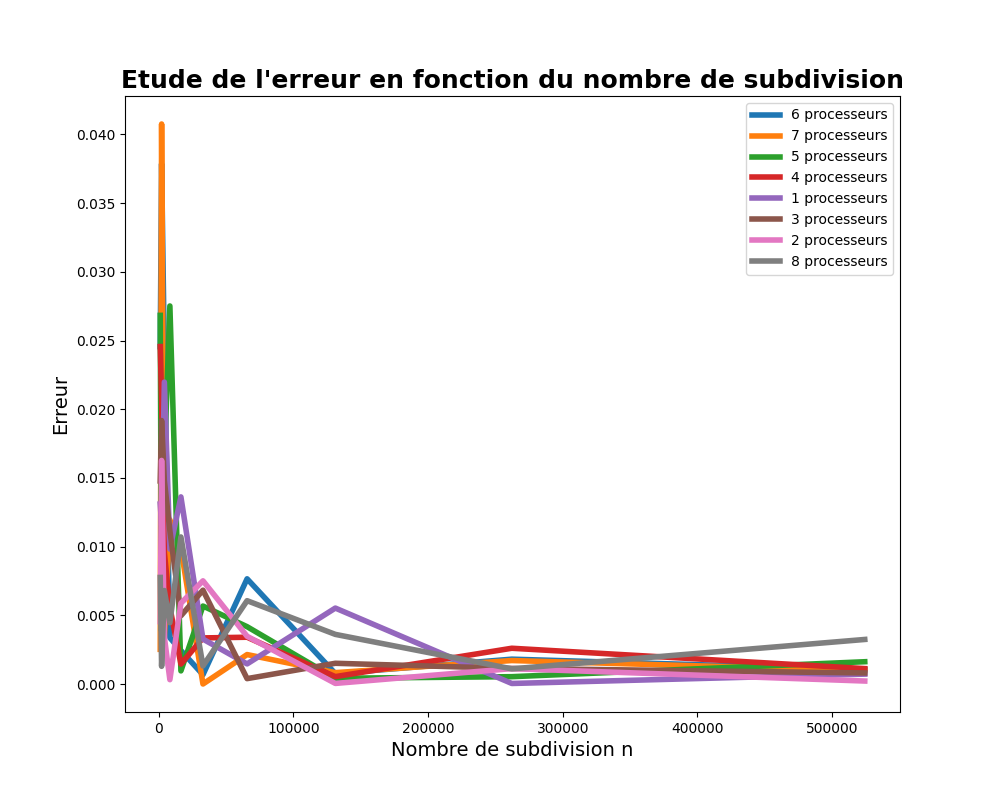 Etude de l'erreur en fonction du nombre de subdivision
6 processeurs
7 processeurs
5 processeurs
4 processeurs
1 processeurs
3 processeurs
2 processeurs
8 processeurs
0.040
0.035
0.030
0.025
0.020
0.015
0.010
0.005
0.000
Erreur
0 100000 200000 300000 400000 500000
Nombre de subdivision n